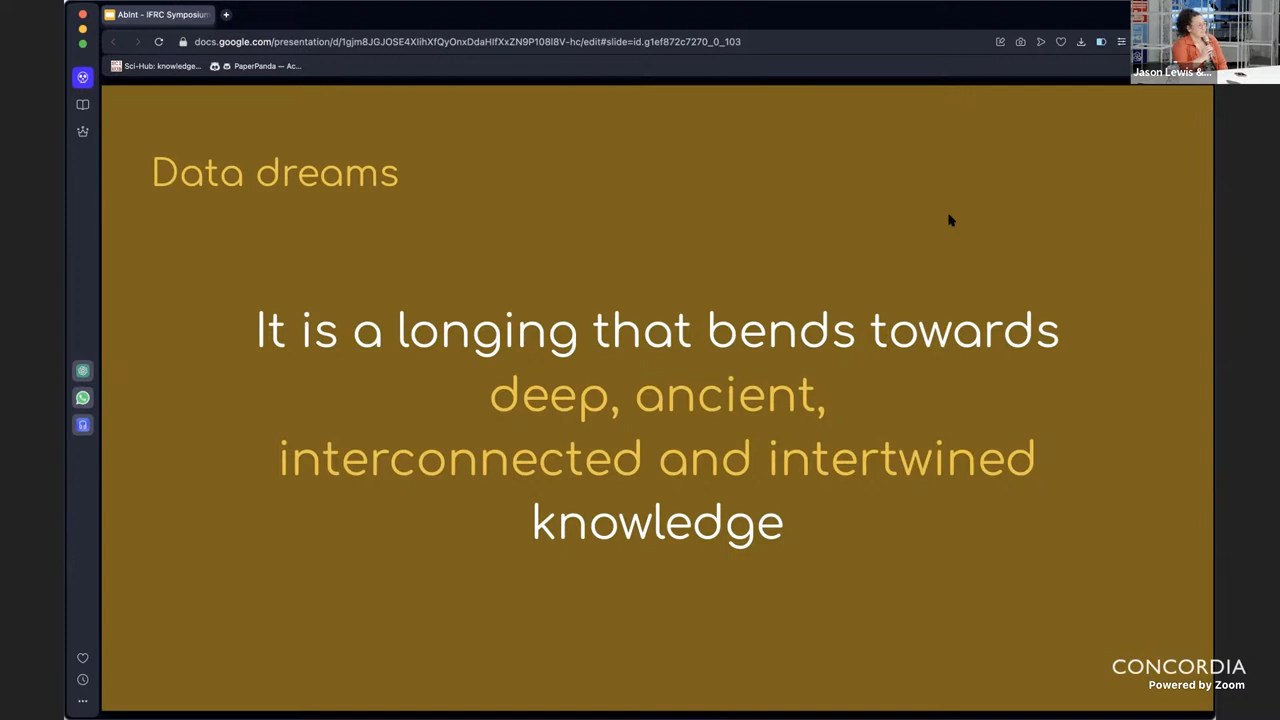 AbInt - IFRC Symposium
docs.google.com/presentation/d/1gjm8JGJOSE4XIihXfQyOnxDdaHIfXxZN9P108l8V-hc/edit#slide=id.g1ef872c7270_0_103
Sci-Hub: knowledge...
PaperPanda — Ac...
Jason Lewis &...
Data dreams
It is a longing that bends towards
deep, ancient,
interconnected and intertwined
knowledge
CONCORDIA
Powered by Zoom